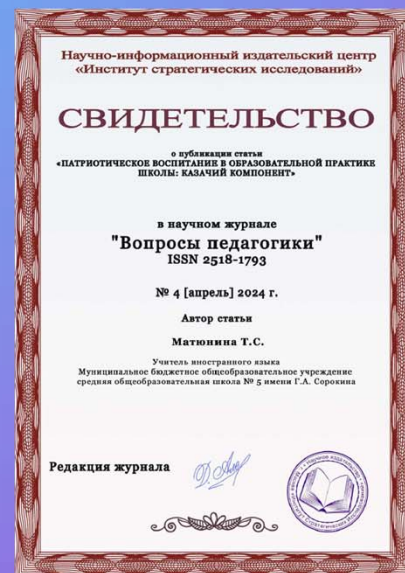 Научно-информационный издательский центр
«Институт стратегических исследований»
СВИДЕТЕЛЬСТВО
о публикации статьи
«ПАТРИОТИЧЕСКОЕ ВОСПИТАНИЕ В ОБРАЗОВАТЕЛЬНОЙ ПРАКТИКЕ
ШКОЛЫ: КАЗАЧИЙ КОМПОНЕНТ»
в научном журнале
"Вопросы педагогики"
ISSN 2518-1793
№ 4 [апрель] 2024 г.
Автор статьи
Матюнина Т.С.
Учитель иностранного языка
Муниципальное бюджетное общеобразовательное учреждение
средняя общеобразовательная школа № 5 имени Г.А. Сорокина
Редакция журнала